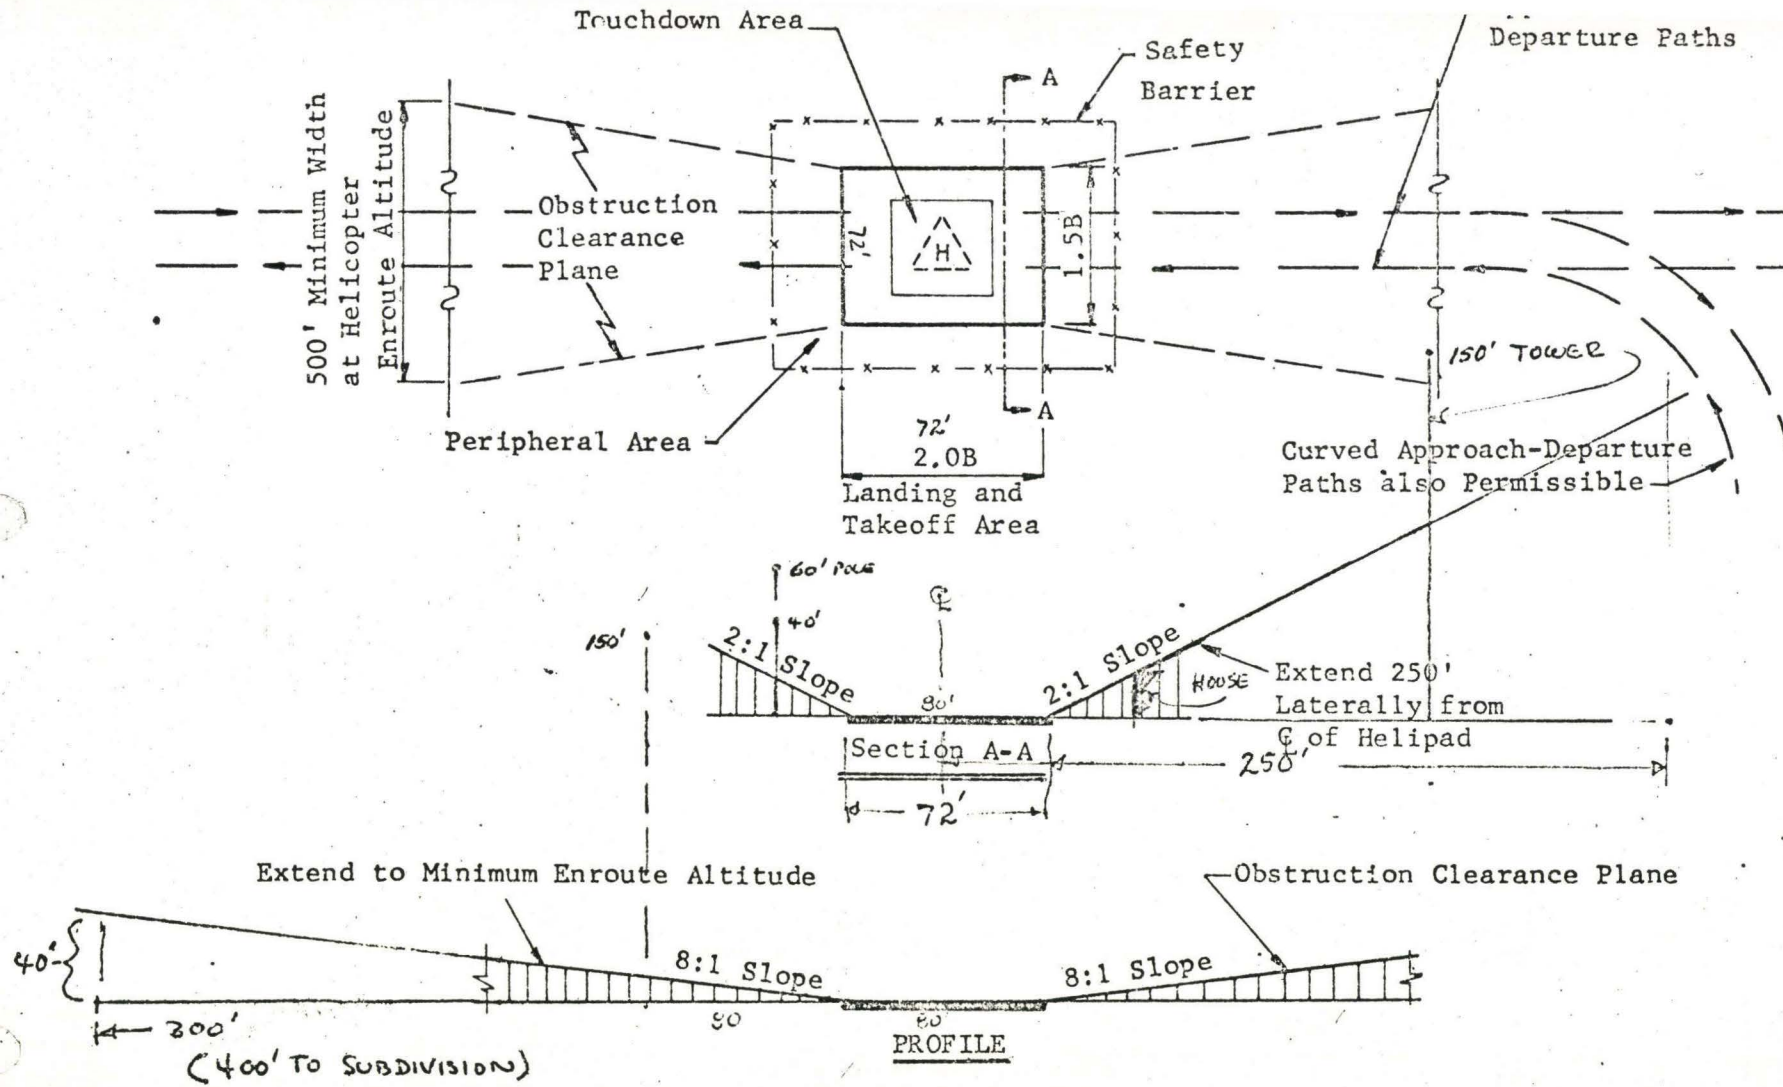 Touchdown Area
Departure Paths
Safety
Barrier
A
500' Minimum Width
at Helicopter
Enroute Altitude
Obstruction
Clearance
Plane
72'
H
1.5B
150' TOWER
A
Peripheral Area
72'
2.0B
Landing and
Takeoff Area
Curved Approach-Departure
Paths also Permissible
60' POLE
40'
150'
℄
2:1 Slope
80'
2:1 Slope
HOUSE
Extend 250'
Laterally from
℄ of Helipad
Section A-A
250'
72'
Extend to Minimum Enroute Altitude
Obstruction Clearance Plane
40'
8:1 Slope
8:1 Slope
300'
(400' TO SUBDIVISION)
80'
PROFILE